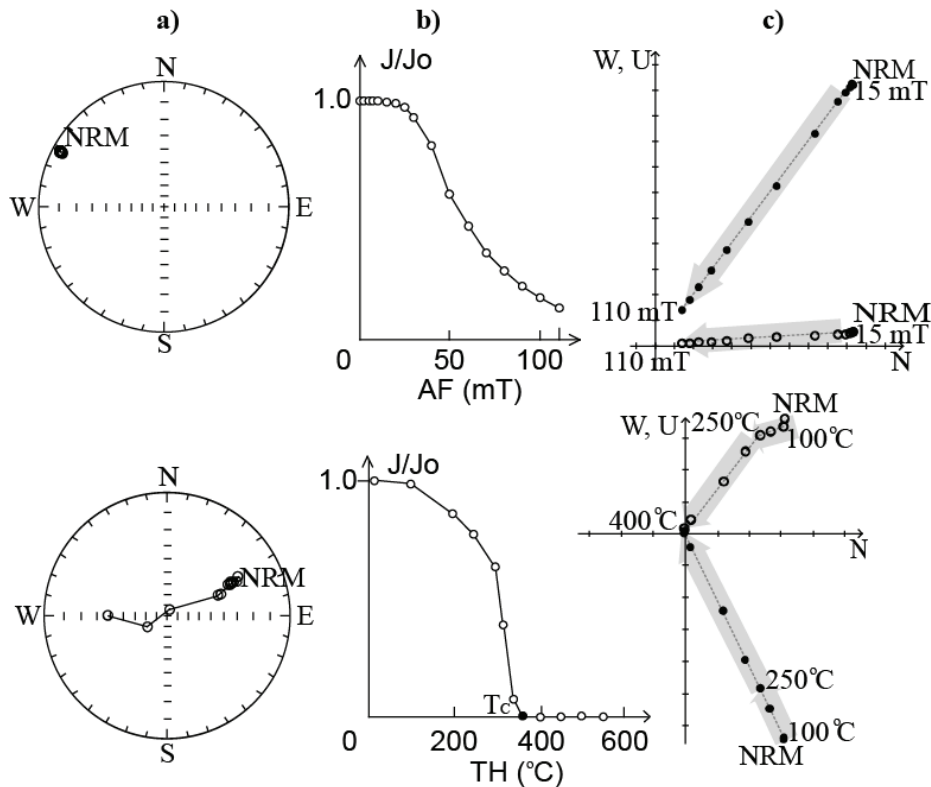 a)
b)
c)
N
NRM
W
E
S
J/Jo
1.0
0
50
100
AF (mT)
W, U
NRM
15 mT
110 mT
NRM
15 mT
110 mT
N
N
NRM
W
E
S
J/Jo
1.0
Tc
0
200
400
600
TH (℃)
W, U
250℃
NRM
100℃
400℃
N
250℃
100℃
NRM